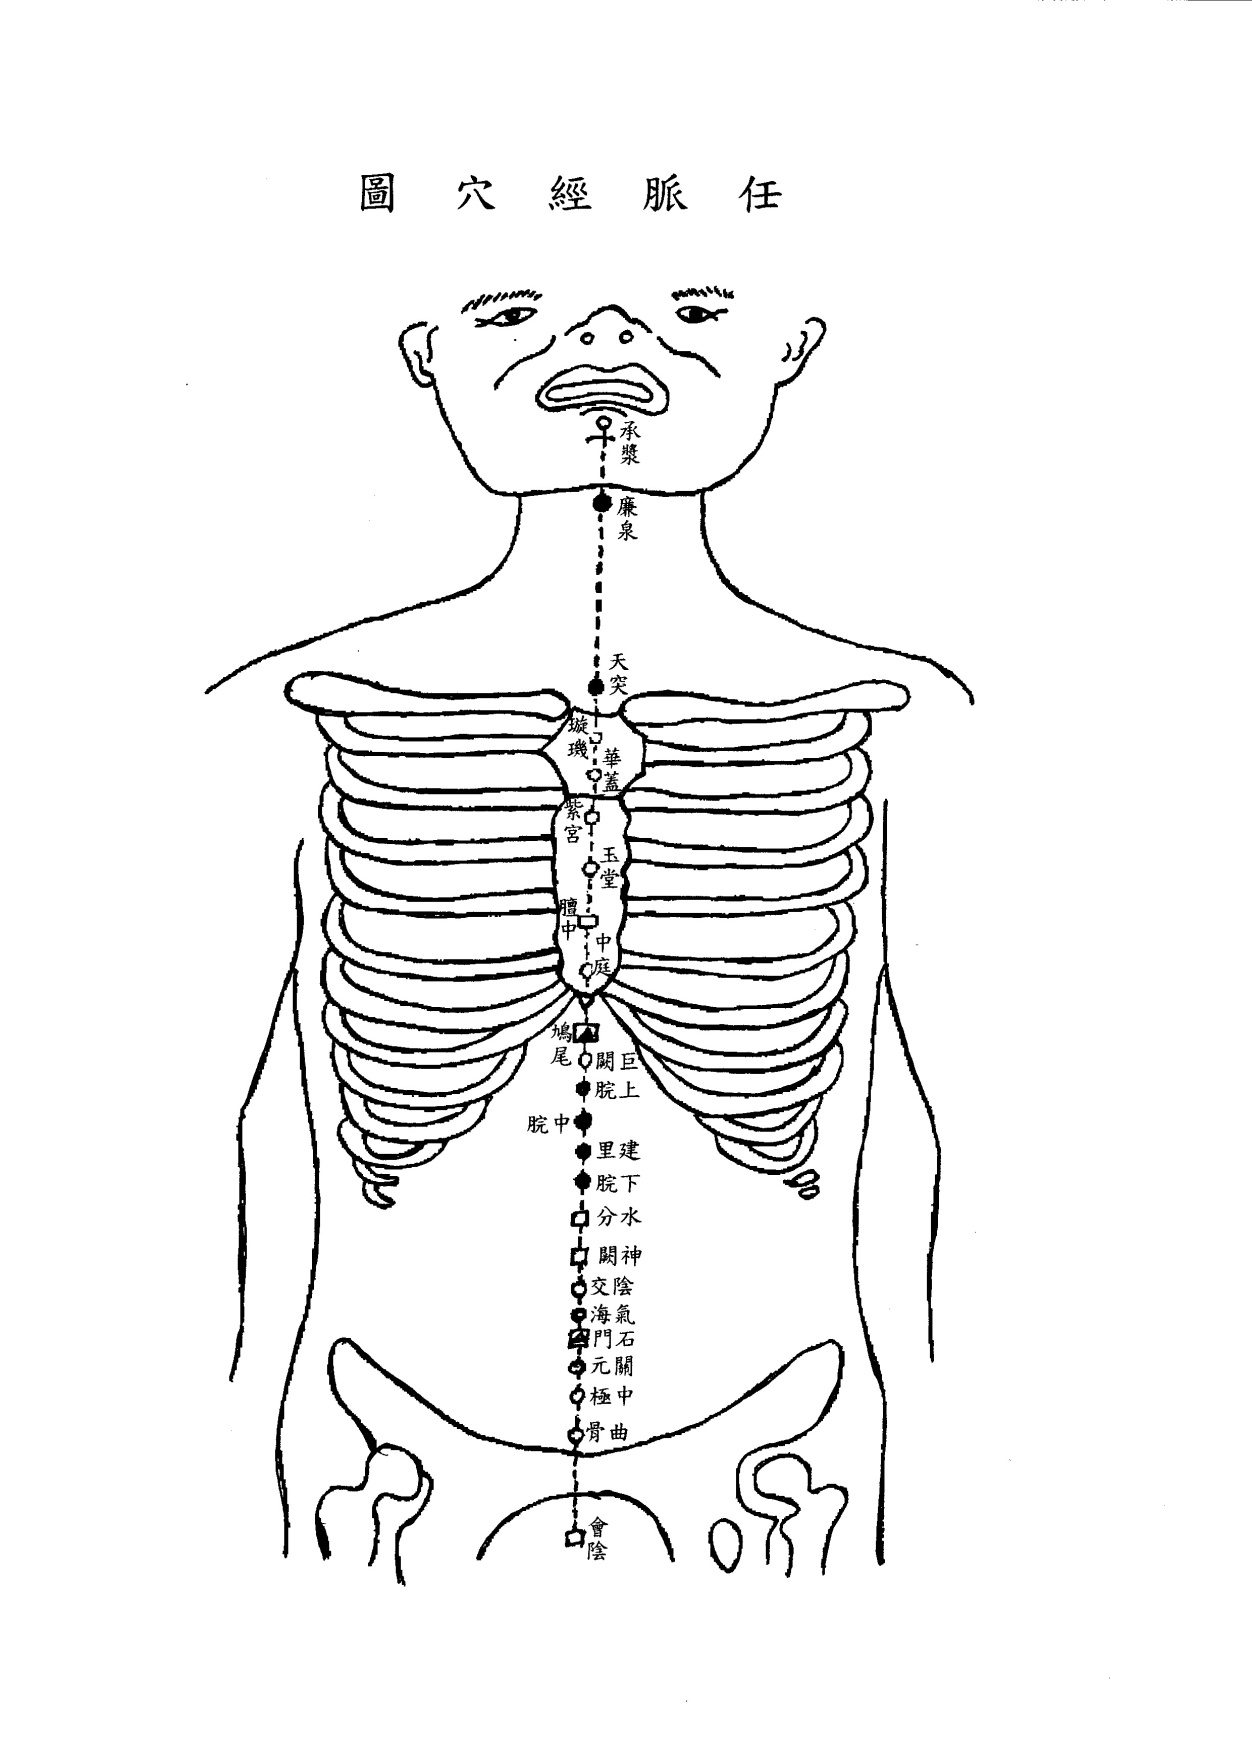 任脈經穴圖
承漿
廉泉
天突
璇璣
華蓋
紫宮
玉堂
膻中
中庭
鳩尾
巨闕
上脘
中脘
建里
下脘
水分
神闕
陰交
氣海
石門
關元
中極
曲骨
會陰